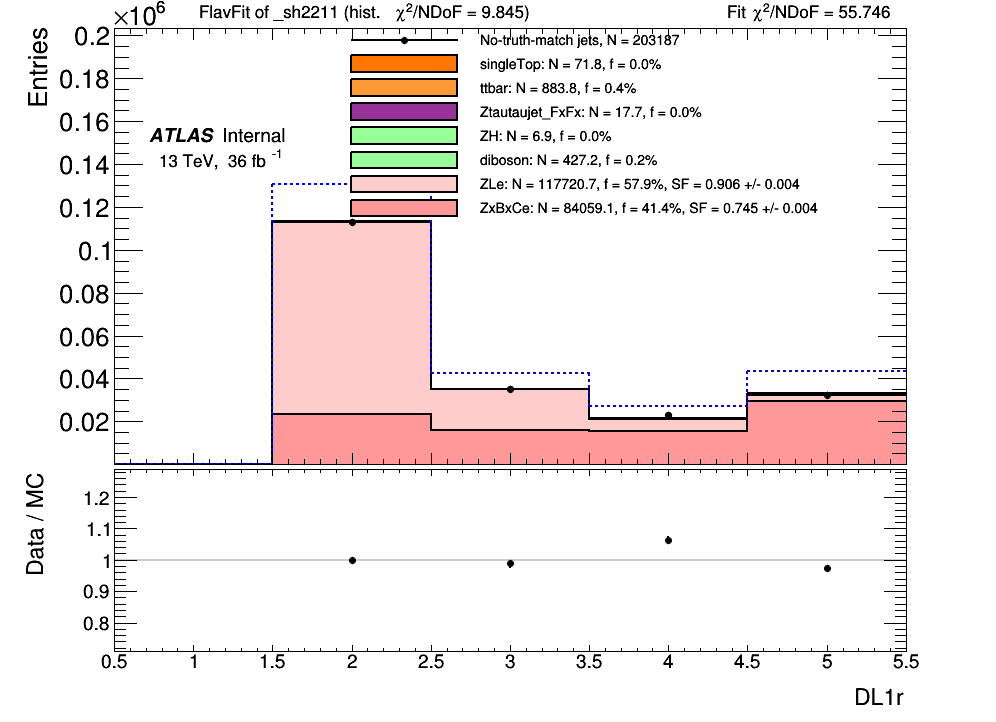 ×10⁶
FlavFit of _sh2211 (hist. χ²/NDoF = 9.845)
Fit χ²/NDoF = 55.746
Entries
0.2
0.18
0.16
0.14
0.12
0.1
0.08
0.06
0.04
0.02
ATLAS Internal
13 TeV, 36 fb⁻¹
No-truth-match jets, N = 203187
singleTop: N = 71.8, f = 0.0%
ttbar: N = 883.8, f = 0.4%
Ztautaujet_FxFx: N = 17.7, f = 0.0%
ZH: N = 6.9, f = 0.0%
diboson: N = 427.2, f = 0.2%
ZLe: N = 117720.7, f = 57.9%, SF = 0.906 +/- 0.004
ZxBxCe: N = 84059.1, f = 41.4%, SF = 0.745 +/- 0.004
Data / MC
1.2
1.1
1
0.9
0.8
0.5 1 1.5 2 2.5 3 3.5 4 4.5 5 5.5
DL1r